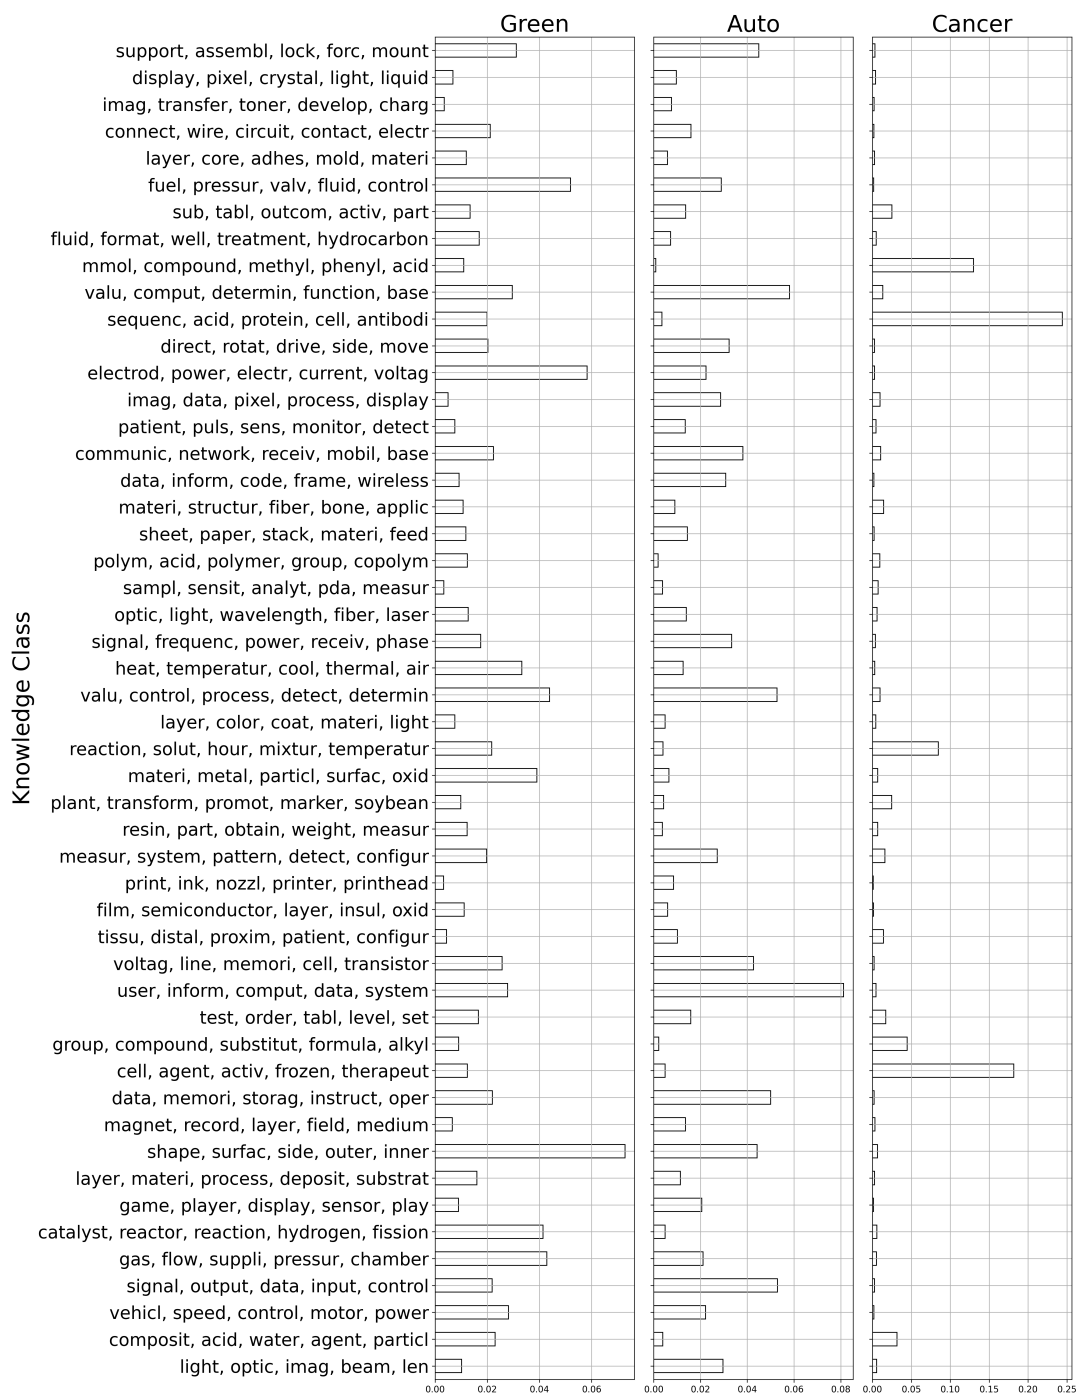 Green Auto Cancer
support, assembl, lock, forc, mount
display, pixel, crystal, light, liquid
imag, transfer, toner, develop, charg
connect, wire, circuit, contact, electr
layer, core, adhes, mold, materi
fuel, pressur, valv, fluid, control
sub, tabl, outcom, activ, part
fluid, format, well, treatment, hydrocarbon
mmol, compound, methyl, phenyl, acid
valu, comput, determin, function, base
sequenc, acid, protein, cell, antibodi
direct, rotat, drive, side, move
electrod, power, electr, current, voltag
imag, data, pixel, process, display
patient, puls, sens, monitor, detect
communic, network, receiv, mobil, base
data, inform, code, frame, wireless
materi, structur, fiber, bone, applic
sheet, paper, stack, materi, feed
polym, acid, polymer, group, copolym
sampl, sensit, analyt, pda, measur
optic, light, wavelength, fiber, laser
signal, frequenc, power, receiv, phase
heat, temperatur, cool, thermal, air
valu, control, process, detect, determin
layer, color, coat, materi, light
reaction, solut, hour, mixtur, temperatur
materi, metal, particl, surfac, oxid
plant, transform, promot, marker, soybean
resin, part, obtain, weight, measur
measur, system, pattern, detect, configur
print, ink, nozzl, printer, printhead
film, semiconductor, layer, insul, oxid
tissu, distal, proxim, patient, configur
voltag, line, memori, cell, transistor
user, inform, comput, data, system
test, order, tabl, level, set
group, compound, substitut, formula, alkyl
cell, agent, activ, frozen, therapeut
data, memori, storag, instruct, oper
magnet, record, layer, field, medium
shape, surfac, side, outer, inner
layer, materi, process, deposit, substrat
game, player, display, sensor, play
catalyst, reactor, reaction, hydrogen, fission
gas, flow, suppli, pressur, chamber
signal, output, data, input, control
vehicl, speed, control, motor, power
composit, acid, water, agent, particl
light, optic, imag, beam, len
Knowledge Class
0.00 0.02 0.04 0.06 0.00 0.02 0.04 0.06 0.08 0.00 0.05 0.10 0.15 0.20 0.25